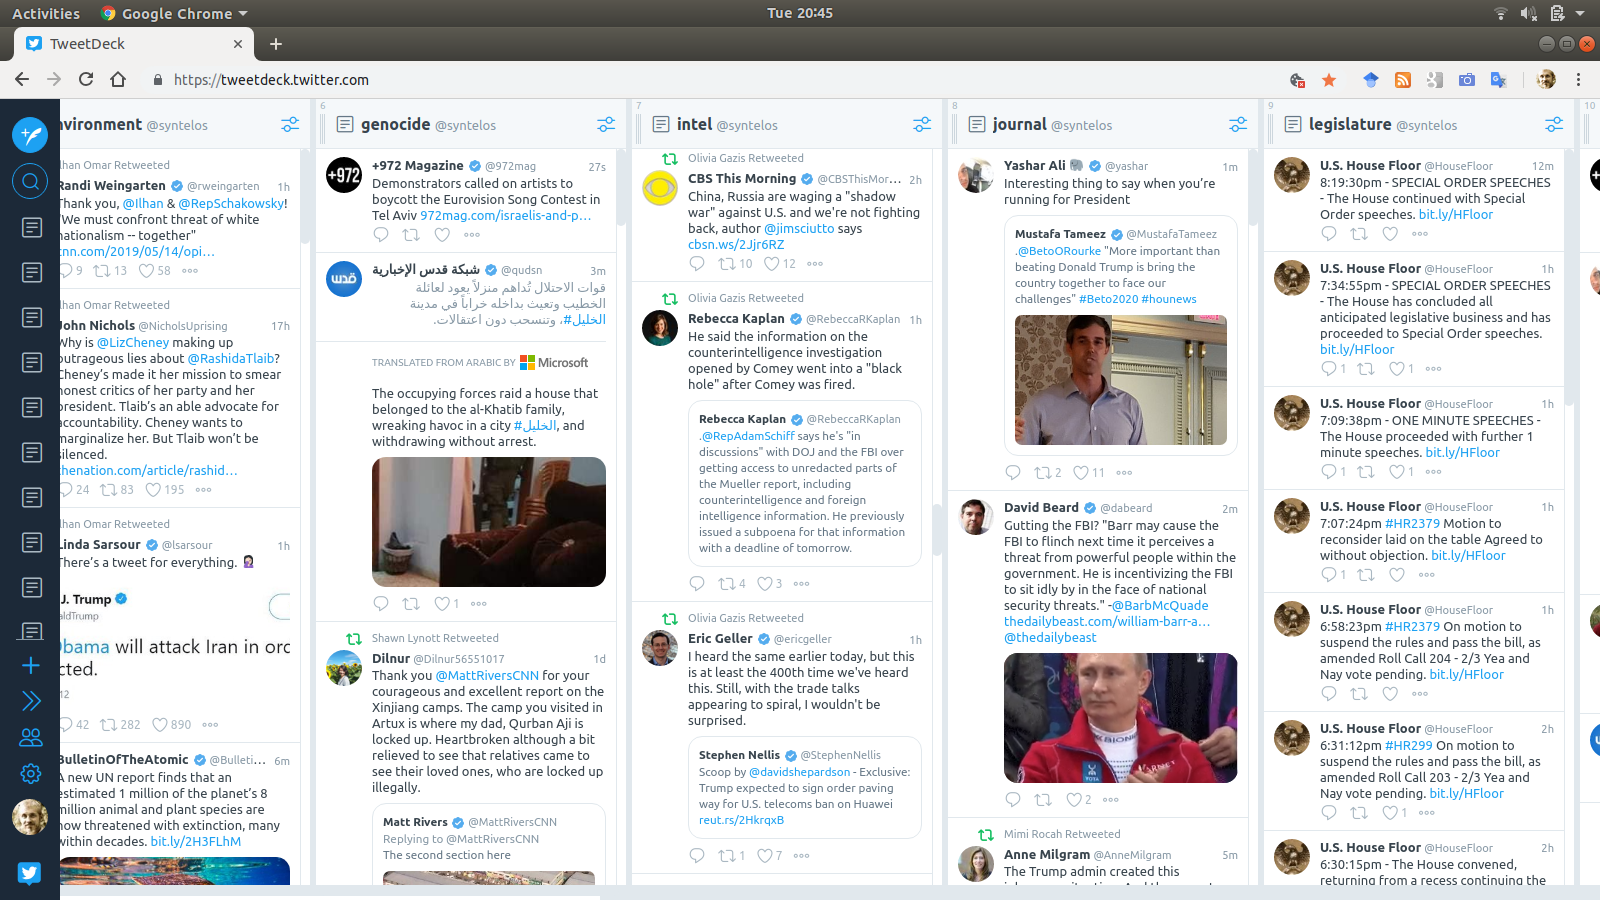 Activities
Google Chrome
Tue 20:45
TweetDeck
https://tweetdeck.twitter.com
nvironment @syntelos
lhan Omar Retweeted
Randi Weingarten @rweingarten 1h
Thank you, @Ilhan & @RepSchakowsky!
"We must confront threat of white
nationalism -- together"
cnn.com/2019/05/14/opi…
9 13 58
lhan Omar Retweeted
John Nichols @NicholsUprising 17h
Why is @LizCheney making up
outrageous lies about @RashidaTlaib?
Cheney's made it her mission to smear
honest critics of her party and her
president. Tlaib's an able advocate for
accountability. Cheney wants to
marginalize her. But Tlaib won't be
silenced.
thenation.com/article/rashid…
24 83 195
lhan Omar Retweeted
Linda Sarsour @lsarsour 1h
There's a tweet for everything.
J. Trump
aldTrump
Obama will attack Iran in orc
cted.
12
42 282 890
BulletinOfTheAtomic @Bulleti… 6m
A new UN report finds that an
estimated 1 million of the planet's 8
million animal and plant species are
now threatened with extinction, many
within decades. bit.ly/2H3FLhM
6
genocide @syntelos
+972
+972 Magazine @972mag 27s
Demonstrators called on artists to
boycott the Eurovision Song Contest in
Tel Aviv 972mag.com/israelis-and-p…
قدس
شبكة قدس الإخبارية @qudsn 3m
قوات الاحتلال تُداهم منزلاً يعود لعائلة
الخطيب وتعيث بداخله خراباً في مدينة
#الخليل، وتنسحب دون اعتقالات.
TRANSLATED FROM ARABIC BY Microsoft
The occupying forces raid a house that
belonged to the al-Khatib family,
wreaking havoc in a city #الخليل, and
withdrawing without arrest.
1
Shawn Lynott Retweeted
Dilnur @Dilnur56551017 1d
Thank you @MattRiversCNN for your
courageous and excellent report on the
Xinjiang camps. The camp you visited in
Artux is where my dad, Qurban Aji is
locked up. Heartbroken although a bit
relieved to see that relatives came to
see their loved ones, who are locked up
illegally.
Matt Rivers @MattRiversCNN
Replying to @MattRiversCNN
The second section here
7
intel @syntelos
Olivia Gazis Retweeted
CBS This Morning @CBSThisMor… 2h
China, Russia are waging a "shadow
war" against U.S. and we're not fighting
back, author @jimsciutto says
cbsn.ws/2Jjr6RZ
10 12
Olivia Gazis Retweeted
Rebecca Kaplan @RebeccaRKaplan 1h
He said the information on the
counterintelligence investigation
opened by Comey went into a "black
hole" after Comey was fired.
Rebecca Kaplan @RebeccaRKaplan
.@RepAdamSchiff says he's "in
discussions" with DOJ and the FBI over
getting access to unredacted parts of
the Mueller report, including
counterintelligence and foreign
intelligence information. He previously
issued a subpoena for that information
with a deadline of tomorrow.
4 3
Olivia Gazis Retweeted
Eric Geller @ericgeller 1h
I heard the same earlier today, but this
is at least the 400th time we've heard
this. Still, with the trade talks
appearing to spiral, I wouldn't be
surprised.
Stephen Nellis @StephenNellis
Scoop by @davidshepardson - Exclusive:
Trump expected to sign order paving
way for U.S. telecoms ban on Huawei
reut.rs/2HkrqxB
1 7
8
journal @syntelos
Yashar Ali @yashar 1m
Interesting thing to say when you're
running for President
Mustafa Tameez @MustafaTameez
.@BetoORourke "More important than
beating Donald Trump is bring the
country together to face our
challenges" #Beto2020 #hounews
2 11
David Beard @dabeard 2m
Gutting the FBI? "Barr may cause the
FBI to flinch next time it perceives a
threat from powerful people within the
government. He is incentivizing the FBI
to sit idly by in the face of national
security threats." -@BarbMcQuade
thedailybeast.com/william-barr-a…
@thedailybeast
2
Mimi Rocah Retweeted
Anne Milgram @AnneMilgram 5m
The Trump admin created this
9
legislature @syntelos
U.S. House Floor @HouseFloor 12m
8:19:30pm - SPECIAL ORDER SPEECHES
- The House continued with Special
Order speeches. bit.ly/HFloor
U.S. House Floor @HouseFloor 1h
7:34:55pm - SPECIAL ORDER SPEECHES
- The House has concluded all
anticipated legislative business and has
proceeded to Special Order speeches.
bit.ly/HFloor
1 1
U.S. House Floor @HouseFloor 1h
7:09:38pm - ONE MINUTE SPEECHES -
The House proceeded with further 1
minute speeches. bit.ly/HFloor
1 1
U.S. House Floor @HouseFloor 1h
7:07:24pm #HR2379 Motion to
reconsider laid on the table Agreed to
without objection. bit.ly/HFloor
1
U.S. House Floor @HouseFloor 1h
6:58:23pm #HR2379 On motion to
suspend the rules and pass the bill, as
amended Roll Call 204 - 2/3 Yea and
Nay vote pending. bit.ly/HFloor
U.S. House Floor @HouseFloor 2h
6:31:12pm #HR299 On motion to
suspend the rules and pass the bill, as
amended Roll Call 203 - 2/3 Yea and
Nay vote pending. bit.ly/HFloor
1
U.S. House Floor @HouseFloor 2h
6:30:15pm - The House convened,
returning from a recess continuing the
10